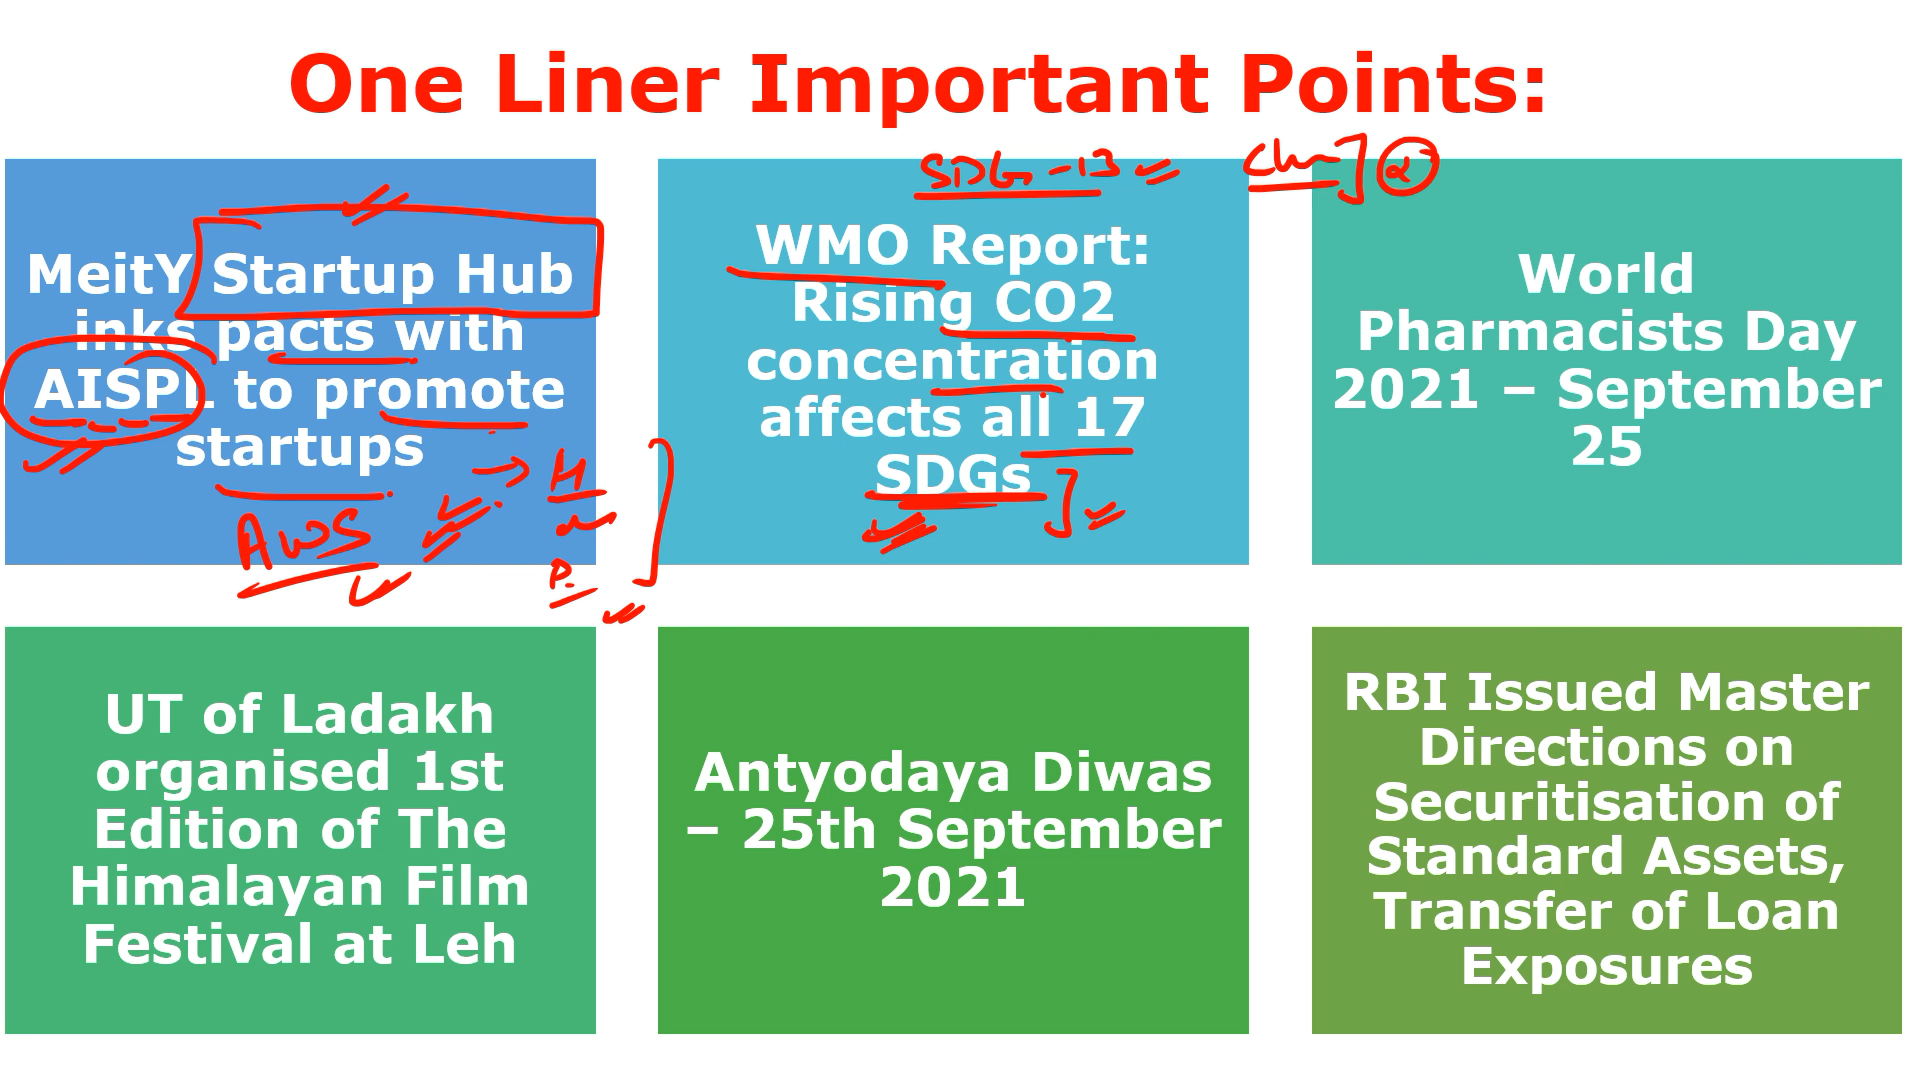 One Liner Important Points:
SDG-13
MeitY Startup Hub
inks pacts with
AISPL to promote
startups
AWS
H
P.
WMO Report:
Rising CO2
concentration
affects all 17
SDGs
World
Pharmacists Day
2021 – September
25
UT of Ladakh
organised 1st
Edition of The
Himalayan Film
Festival at Leh
Antyodaya Diwas
– 25th September
2021
RBI Issued Master
Directions on
Securitisation of
Standard Assets,
Transfer of Loan
Exposures